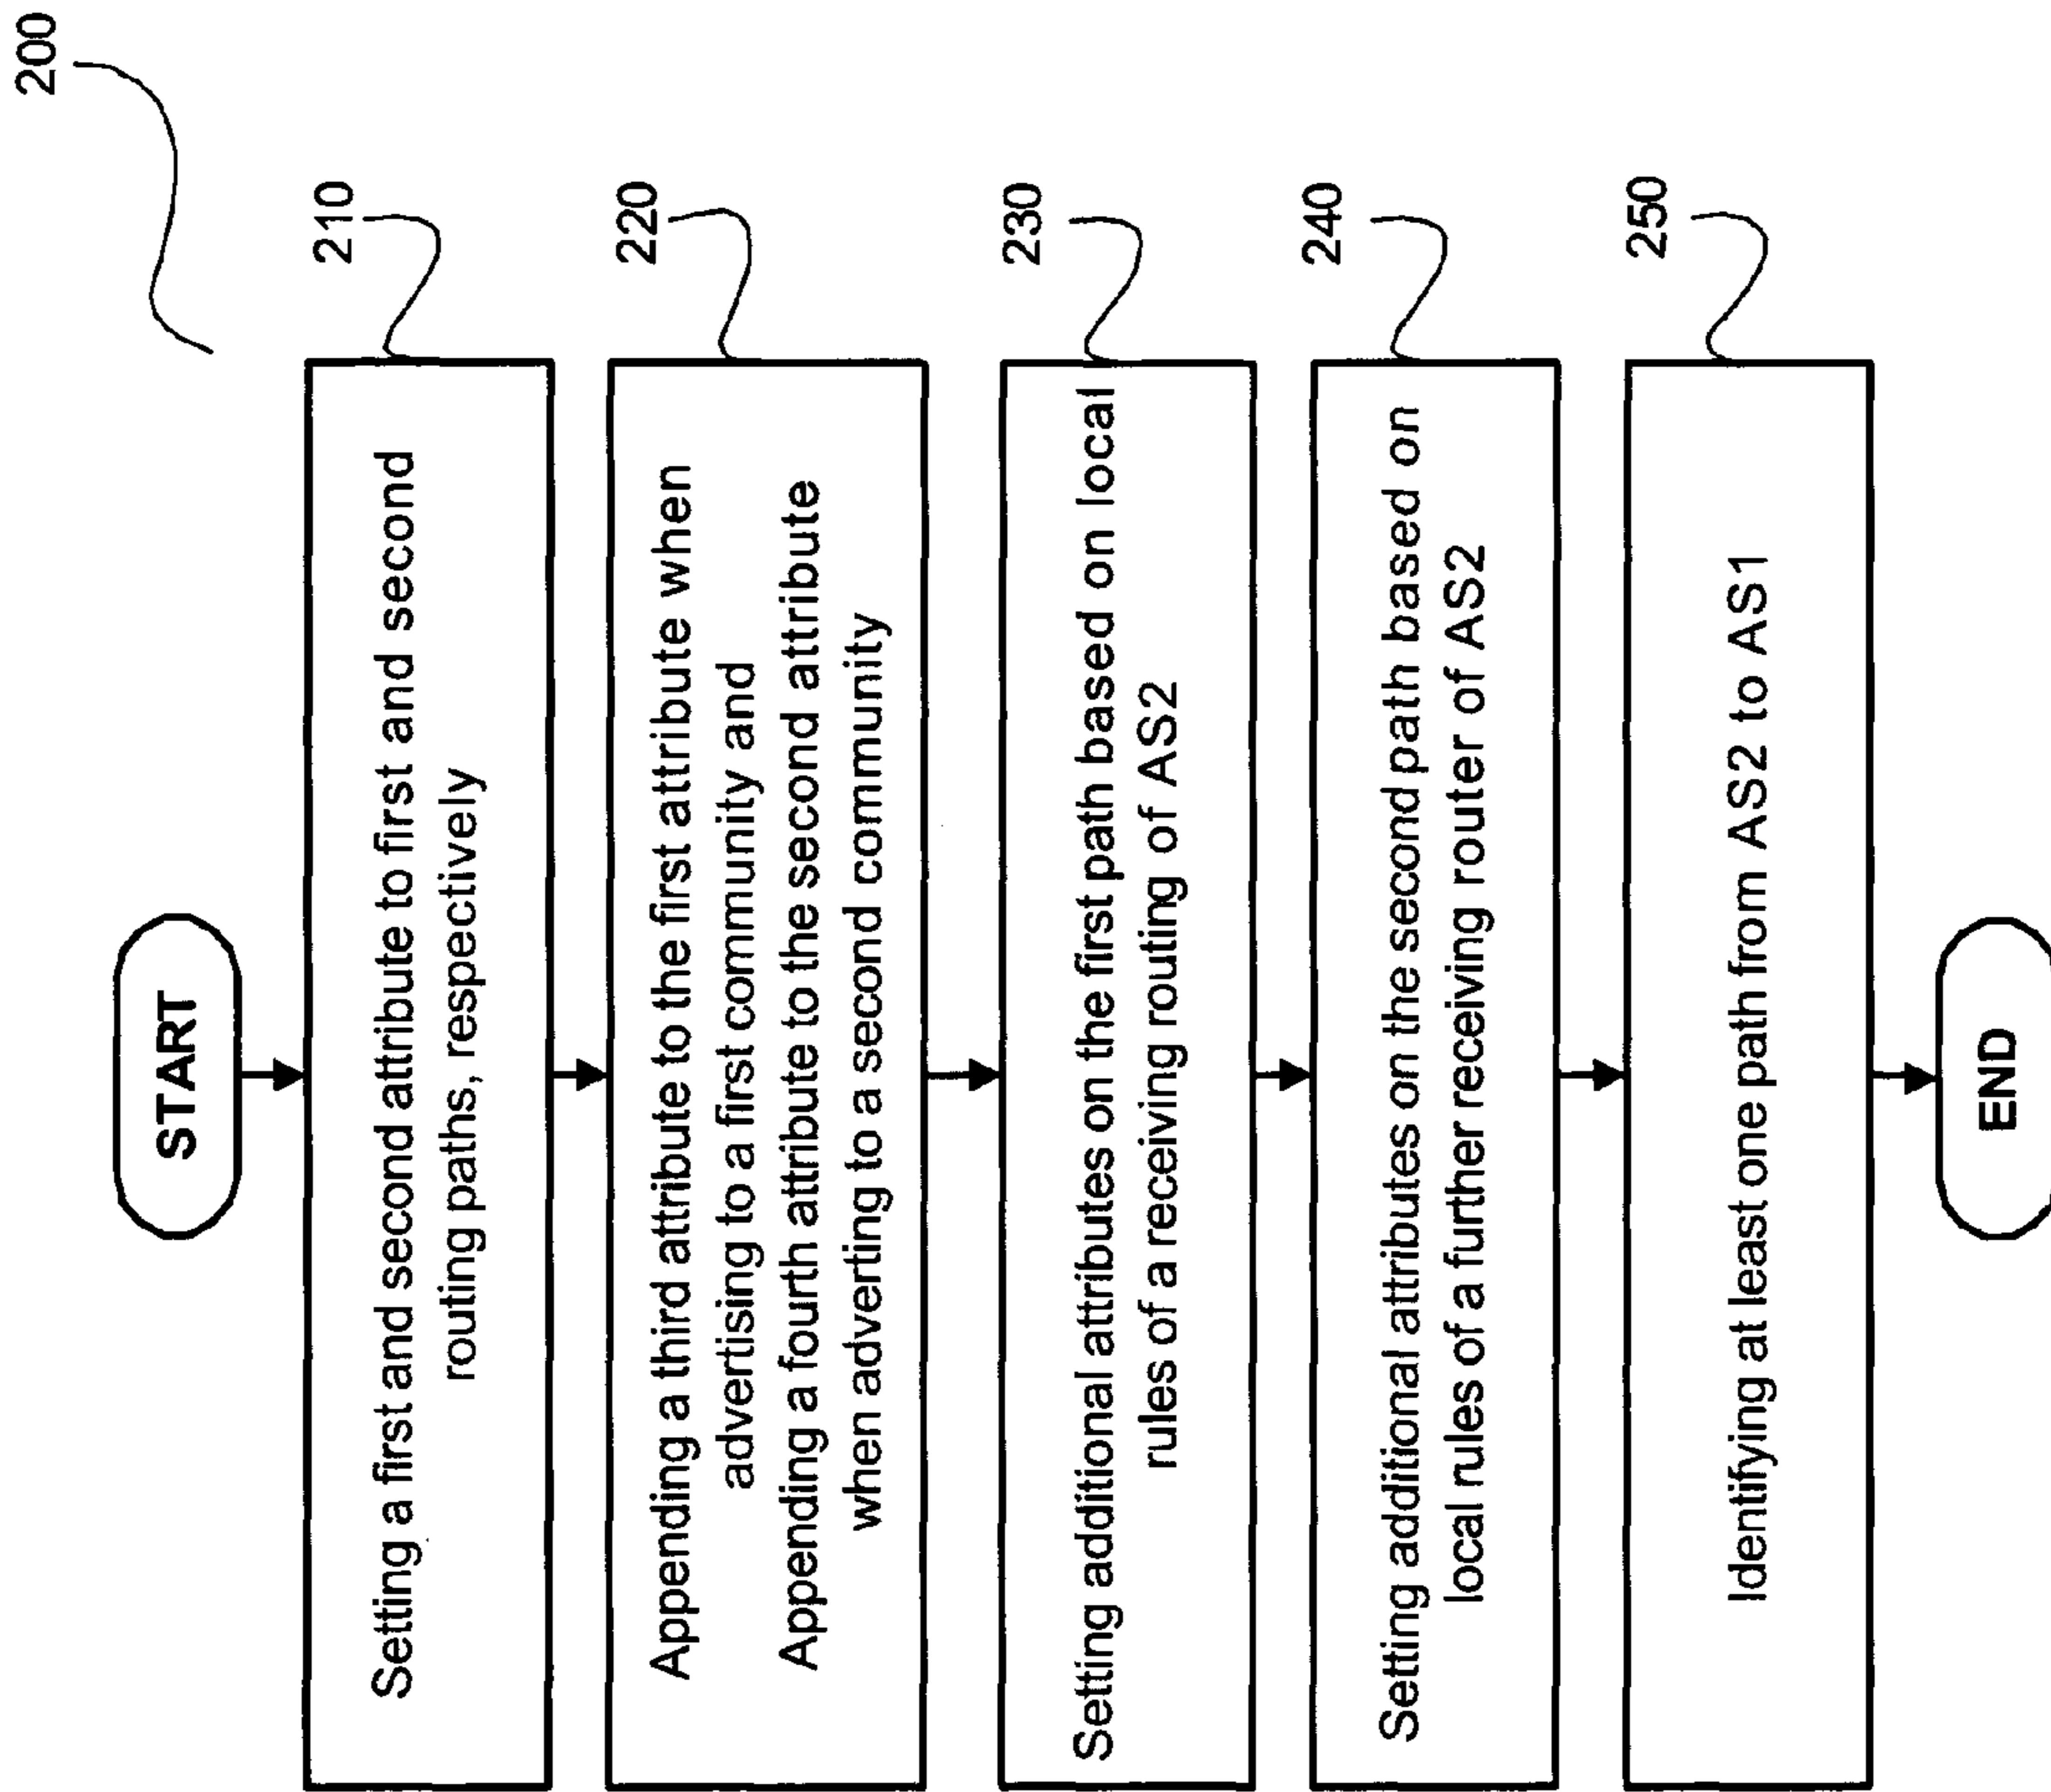 200
START
210
Setting a first and second attribute to first and second
routing paths, respectively
220
Appending a third attribute to the first attribute when
advertising to a first community and
Appending a fourth attribute to the second attribute
when adverting to a second community
230
Setting additional attributes on the first path based on local
rules of a receiving routing of AS2
240
Setting additional attributes on the second path based on
local rules of a further receiving router of AS2
250
Identifying at least one path from AS2 to AS1
END